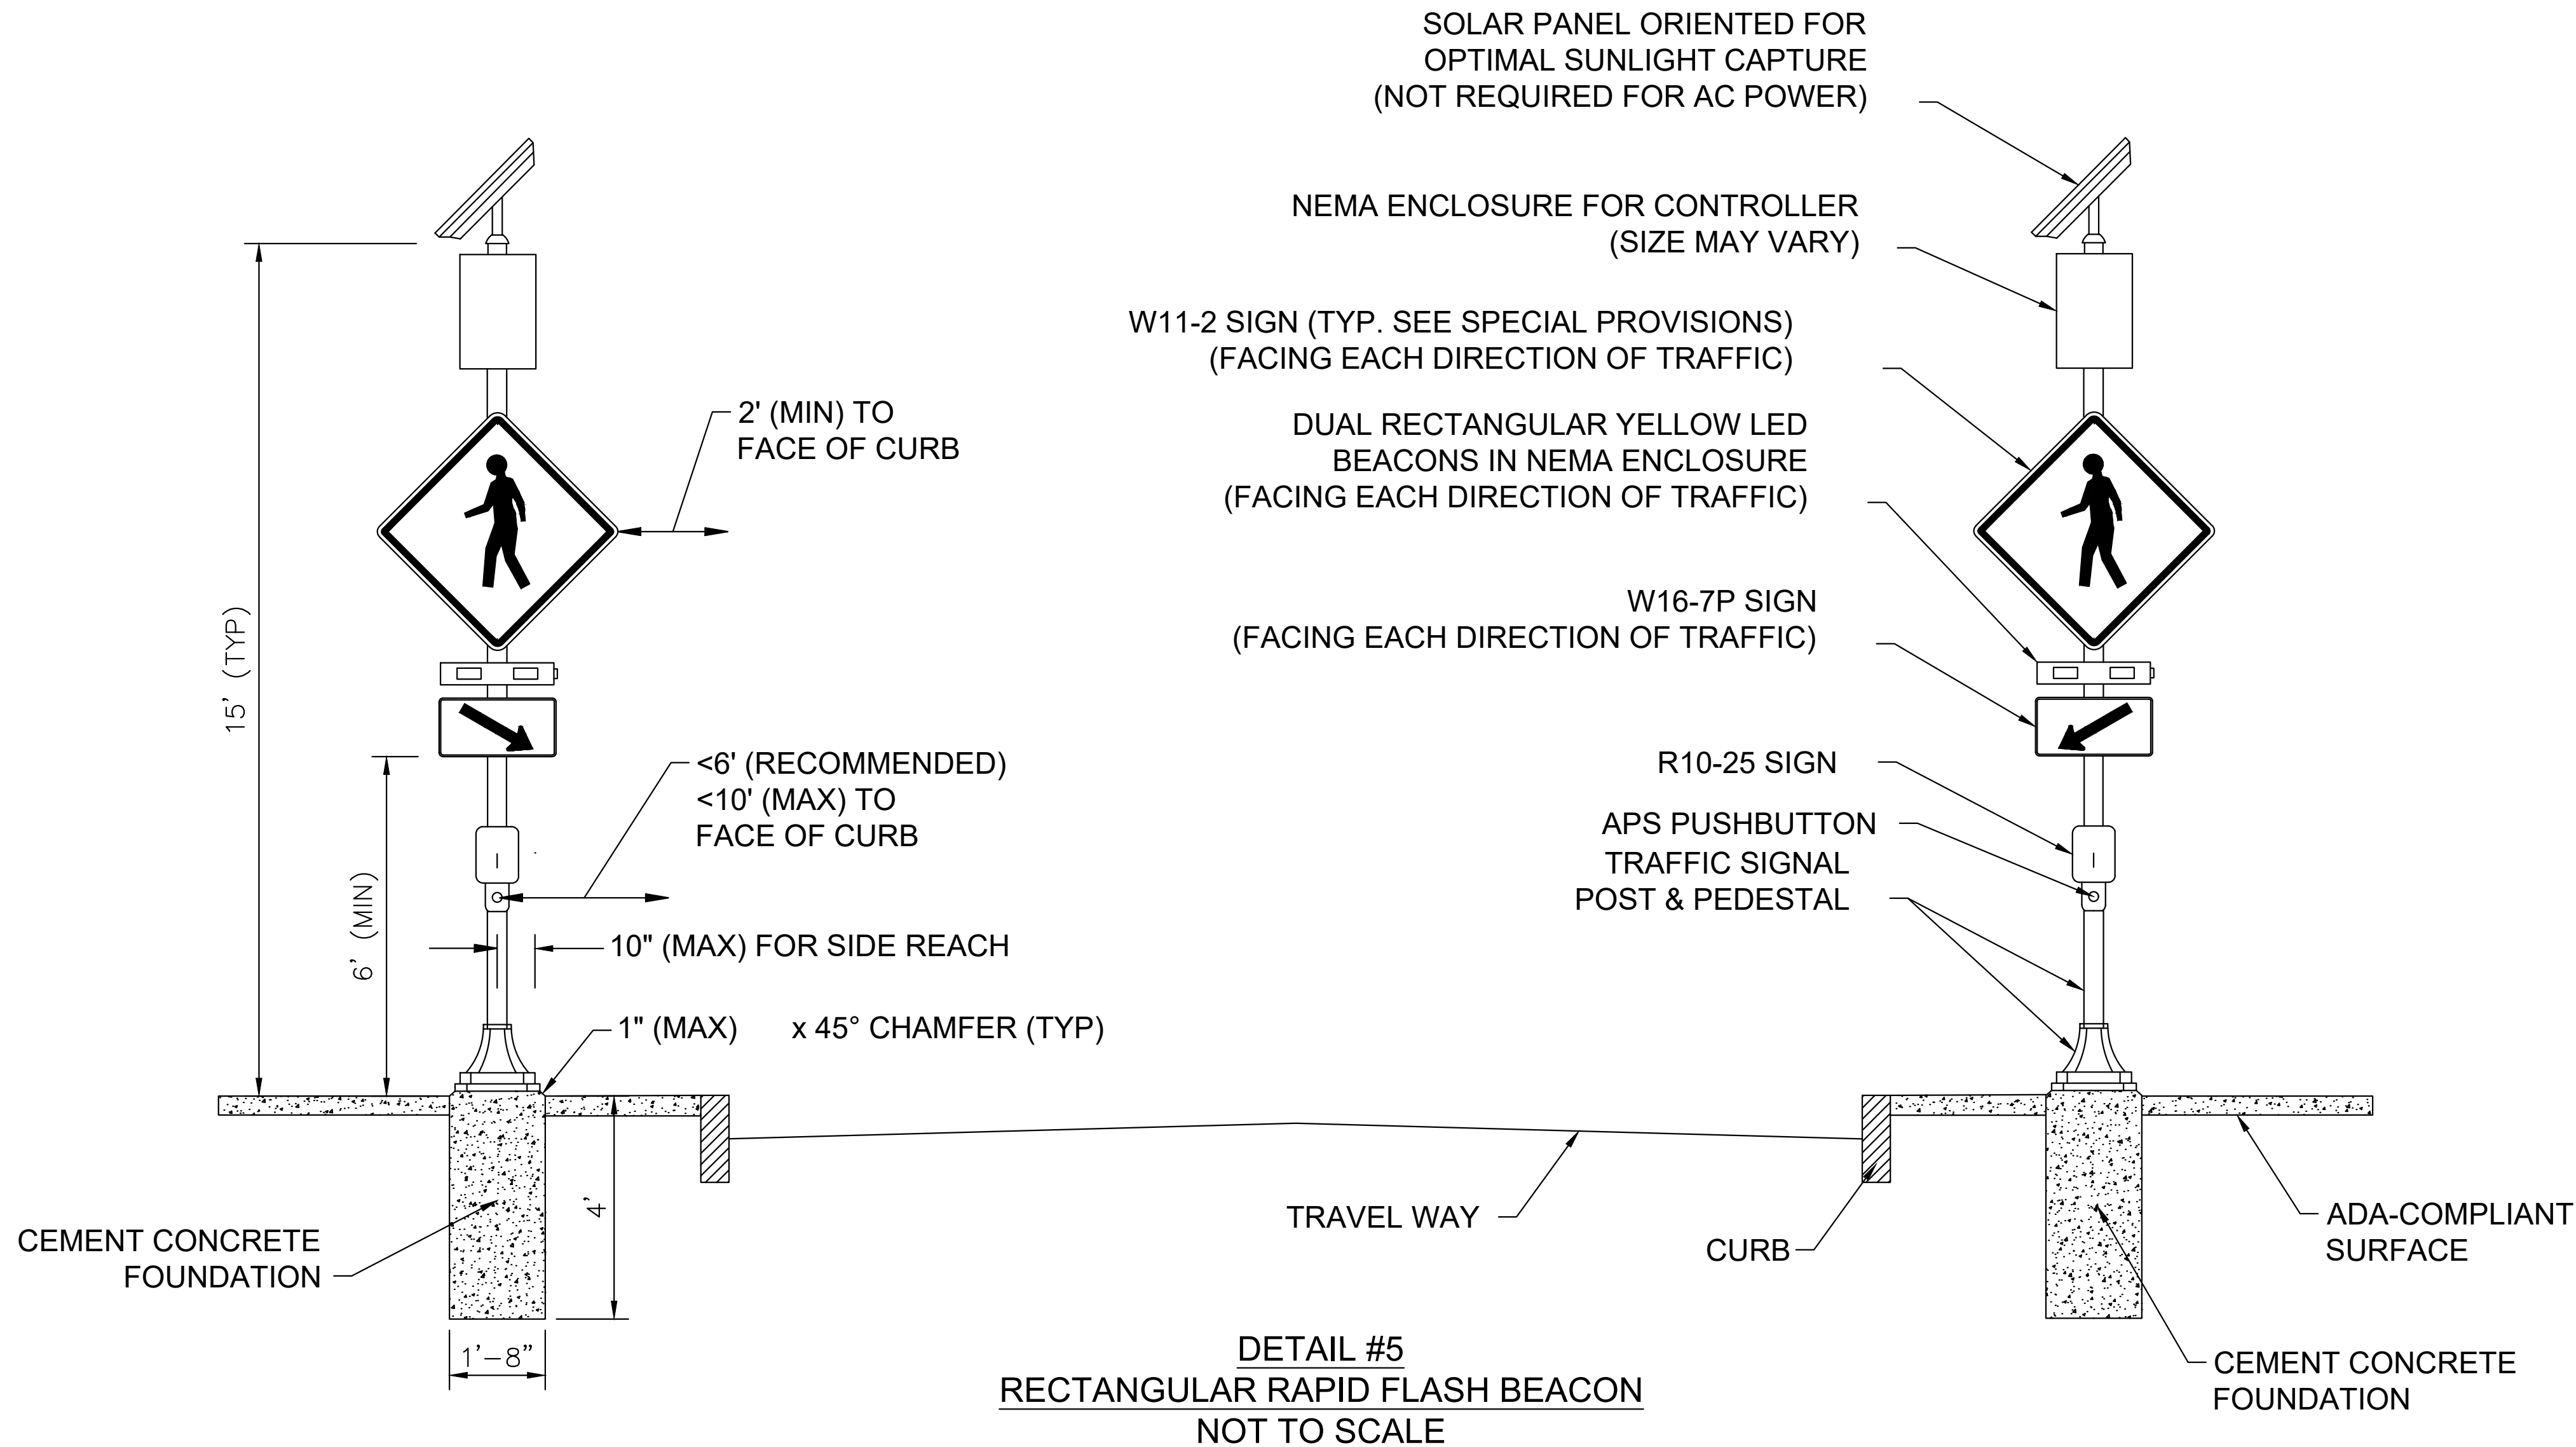 SOLAR PANEL ORIENTED FOR
OPTIMAL SUNLIGHT CAPTURE
(NOT REQUIRED FOR AC POWER)
NEMA ENCLOSURE FOR CONTROLLER
(SIZE MAY VARY)
W11-2 SIGN (TYP. SEE SPECIAL PROVISIONS)
(FACING EACH DIRECTION OF TRAFFIC)
2' (MIN) TO
FACE OF CURB
DUAL RECTANGULAR YELLOW LED
BEACONS IN NEMA ENCLOSURE
(FACING EACH DIRECTION OF TRAFFIC)
15' (TYP)
W16-7P SIGN
(FACING EACH DIRECTION OF TRAFFIC)
<6' (RECOMMENDED)
<10' (MAX) TO
FACE OF CURB
R10-25 SIGN
APS PUSHBUTTON
TRAFFIC SIGNAL
POST & PEDESTAL
6' (MIN)
10" (MAX) FOR SIDE REACH
1" (MAX) x 45° CHAMFER (TYP)
4'
CEMENT CONCRETE
FOUNDATION
TRAVEL WAY
CURB
ADA-COMPLIANT
SURFACE
1'-8"
CEMENT CONCRETE
FOUNDATION
DETAIL #5
RECTANGULAR RAPID FLASH BEACON
NOT TO SCALE